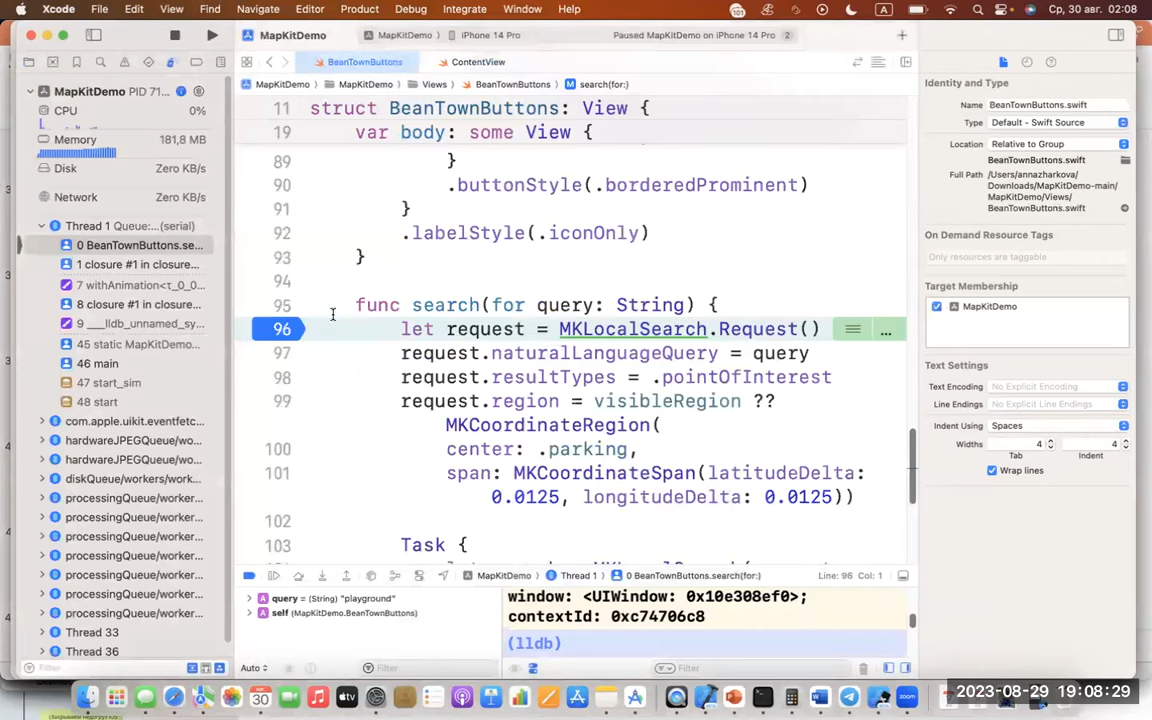 Xcode File Edit View Find Navigate Editor Product Debug Integrate Window Help
101 A Ср, 30 авг. 02:08
MapKitDemo
MapKitDemo iPhone 14 Pro
Paused MapKitDemo on iPhone 14 Pro 2
BeanTownButtons ContentView
MapKitDemo MapKitDemo Views BeanTownButtons M search(for:)
MapKitDemo PID 71...
CPU 0%
Memory 181,8 MB
Disk Zero KB/s
Network Zero KB/s
Thread 1 Queue:...(serial)
0 BeanTownButtons.se...
1 closure #1 in closure...
7 withAnimation<τ_0_0...
8 closure #1 in closure...
9 ___lldb_unnamed_sy...
45 static MapKitDemo...
46 main
47 start_sim
48 start
com.apple.uikit.eventfetc...
hardwareJPEGQueue/wo...
hardwareJPEGQueue/wo...
diskQueue/workers/work...
processingQueue/worker...
processingQueue/worker...
processingQueue/worker...
processingQueue/worker...
processingQueue/worker...
processingQueue/worker...
Thread 33
Thread 36
Filter
11 struct BeanTownButtons: View {
19 var body: some View {
89 }
90 .buttonStyle(.borderedProminent)
91 }
92 .labelStyle(.iconOnly)
93 }
94
95 func search(for query: String) {
96 let request = MKLocalSearch.Request() = ...
97 request.naturalLanguageQuery = query
98 request.resultTypes = .pointOfInterest
99 request.region = visibleRegion ??
MKCoordinateRegion(
100 center: .parking,
101 span: MKCoordinateSpan(latitudeDelta:
0.0125, longitudeDelta: 0.0125))
102
103 Task {
MapKitDemo Thread 1 0 BeanTownButtons.search(for:) Line: 96 Col: 1
A query = (String) "playground"
A self (MapKitDemo.BeanTownButtons)
window: <UIWindow: 0x10e308ef0>;
contextId: 0xc74706c8
(lldb)
Auto Filter Filter
Identity and Type
Name BeanTownButtons.swift
Type Default - Swift Source
Location Relative to Group
BeanTownButtons.swift
Full Path /Users/annazharkova/
Downloads/MapKitDemo-main/
MapKitDemo/Views/
BeanTownButtons.swift
On Demand Resource Tags
Only resources are taggable
Target Membership
MapKitDemo
Text Settings
Text Encoding No Explicit Encoding
Line Endings No Explicit Line Endings
Indent Using Spaces
Widths 4 4
Tab Indent
Wrap lines
30 tv zoom
2023-08-29 19:08:29